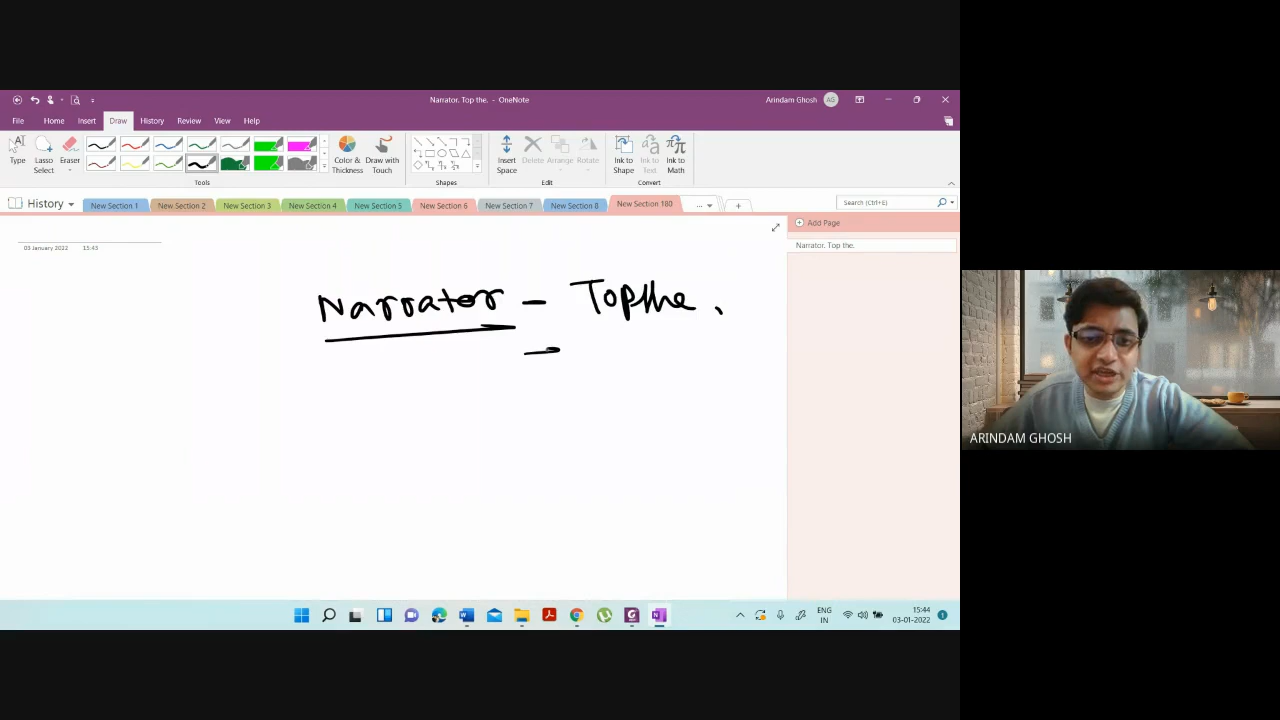 Narrator. Top the. - OneNote
Arindam Ghosh AG
File Home Insert Draw History Review View Help
Type Lasso Select Eraser Color & Thickness Draw with Touch Insert Space Delete Arrange Rotate Ink to Shape Ink to Text Ink to Math
Tools Shapes Edit Convert
History New Section 1 New Section 2 New Section 3 New Section 4 New Section 5 New Section 6 New Section 7 New Section 8 New Section 180 ... + Search (Ctrl+E)
Add Page
Narrator. Top the.
03 January 2022 15:43
Narrator - Topthe.
ARINDAM GHOSH
ENG 15:44
IN 03-01-2022 1